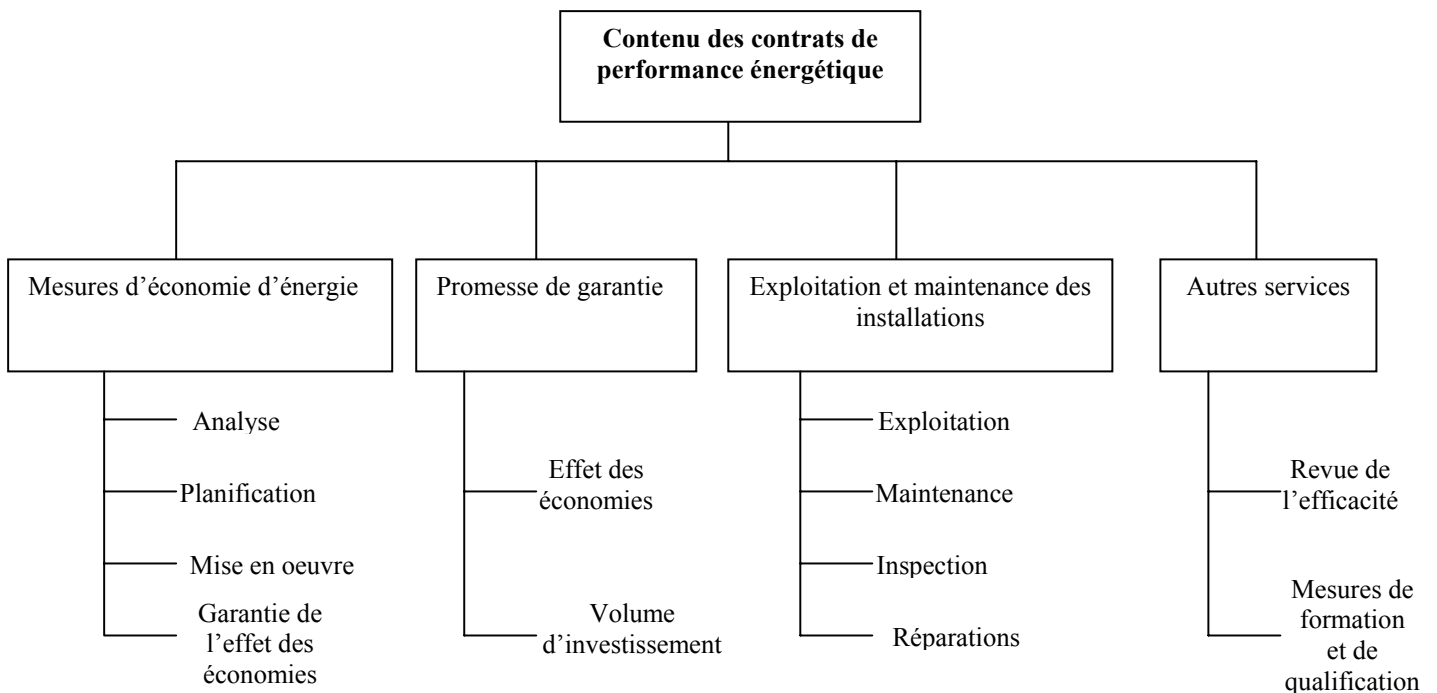 Contenu des contrats de
performance énergétique
Mesures d’économie d’énergie
Promesse de garantie
Exploitation et maintenance des
installations
Autres services
Analyse
Planification
Mise en oeuvre
Garantie de
l’effet des
économies
Effet des
économies
Volume
d’investissement
Exploitation
Maintenance
Inspection
Réparations
Revue de
l’efficacité
Mesures de
formation
et de
qualification